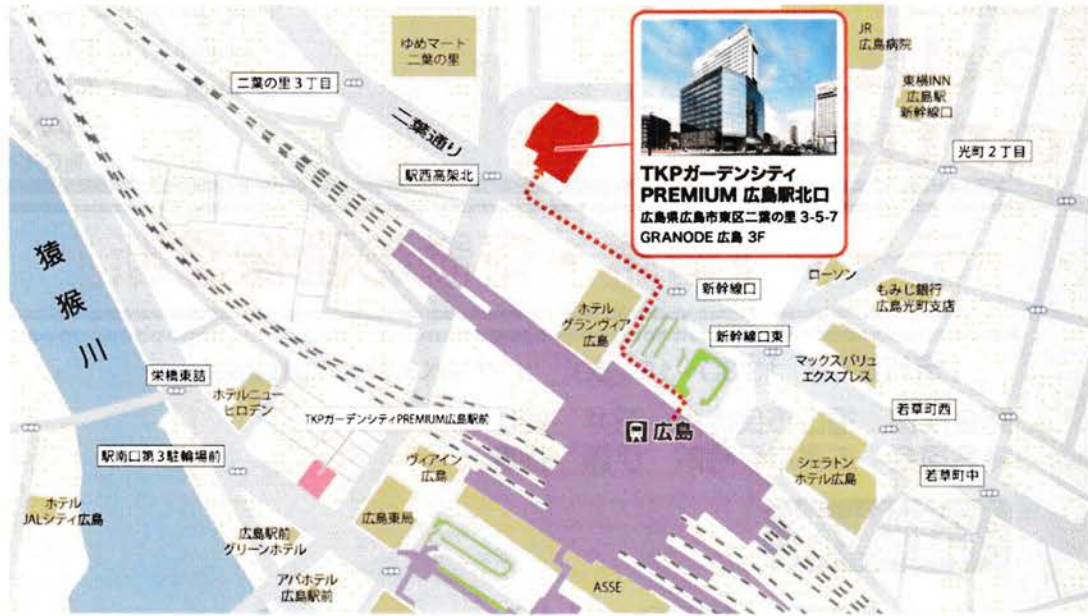 ゆめマート
二葉の里
JR
広島病院
二葉の里3丁目
東横INN
広島駅
新幹線口
二葉通り
光町2丁目
駅西高架北
TKPガーデンシティ
PREMIUM 広島駅北口
広島県広島市東区二葉の里 3-5-7
GRANODE 広島 3F
猿猴川
ローソン
新幹線口
もみじ銀行
広島光町支店
ホテル
グランヴィア
広島
新幹線口東
マックスバリュ
エクスプレス
栄橋東詰
ホテルニュー
ヒロデン
TKPガーデンシティPREMIUM広島駅前
若草町西
広島
駅南口第3駐輪場前
ヴィアイン
広島
シェラトン
ホテル広島
若草町中
ホテル
JALシティ広島
広島東局
広島駅前
グリーンホテル
アパホテル
広島駅前
ASSE